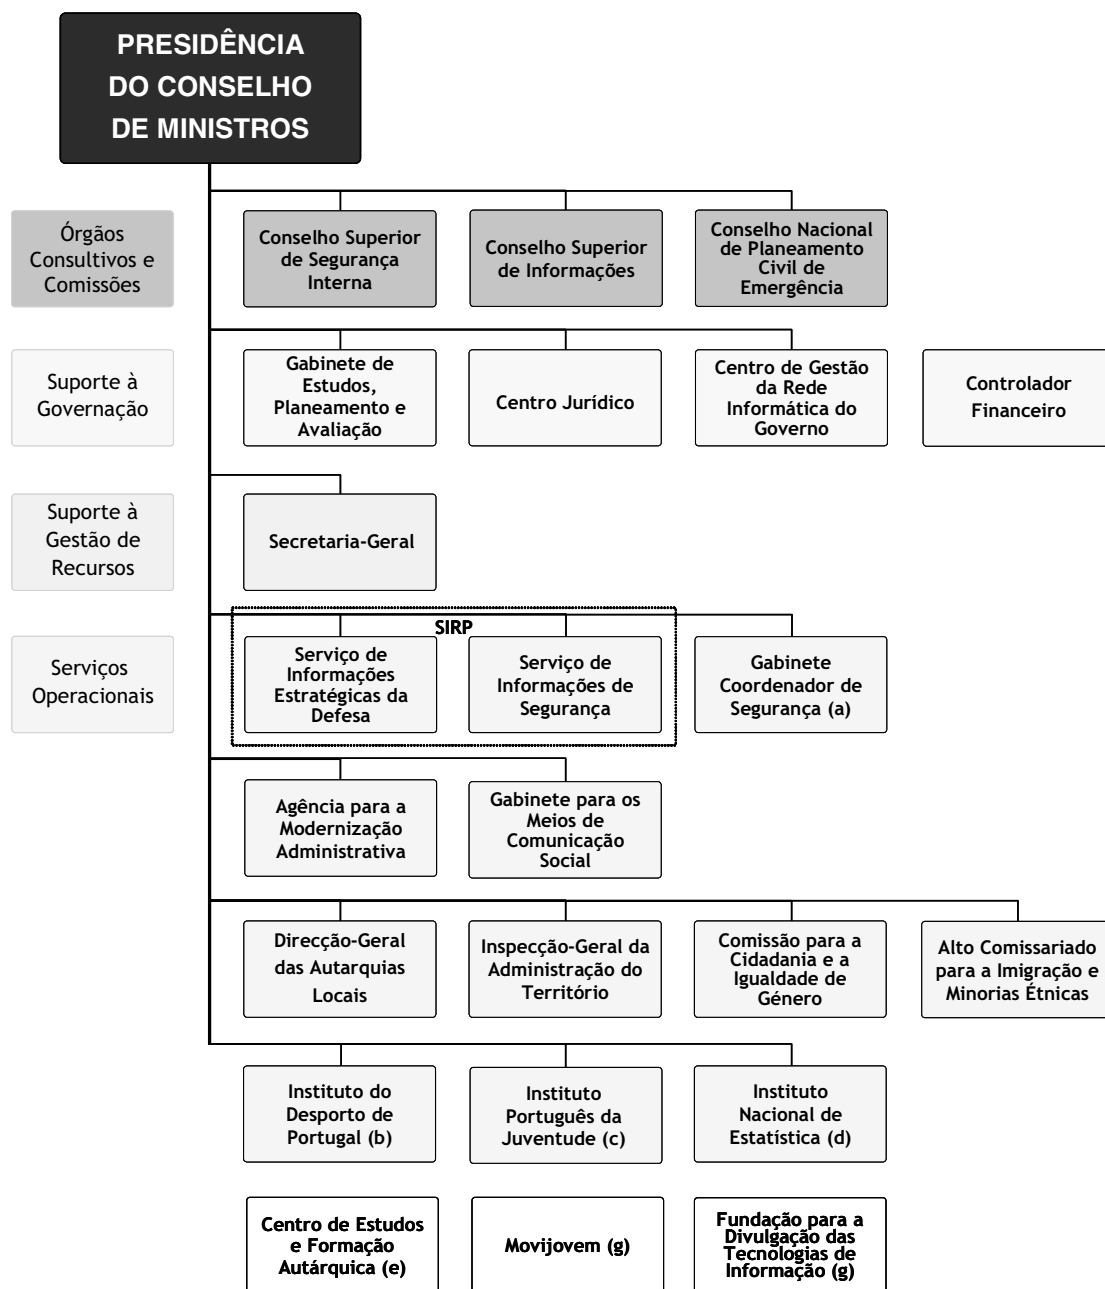 PRESIDÊNCIA
DO CONSELHO
DE MINISTROS
Órgãos
Consultivos e
Comissões
Conselho Superior
de Segurança
Interna
Conselho Superior
de Informações
Conselho Nacional
de Planeamento
Civil de
Emergência
Suporte à
Governação
Gabinete de
Estudos,
Planeamento e
Avaliação
Centro Jurídico
Centro de Gestão
da Rede
Informática do
Governo
Controlador
Financeiro
Suporte à
Gestão de
Recursos
Secretaria-Geral
Serviços
Operacionais
SIRP
Serviço de
Informações
Estratégicas da
Defesa
Serviço de
Informações de
Segurança
Gabinete
Coordenador de
Segurança (a)
Agência para a
Modernização
Administrativa
Gabinete para os
Meios de
Comunicação
Social
Direcção-Geral
das Autarquias
Locais
Inspecção-Geral da
Administração do
Território
Comissão para a
Cidadania e a
Igualdade de
Género
Alto Comissariado
para a Imigração e
Minorias Étnicas
Instituto do
Desporto de
Portugal (b)
Instituto
Português da
Juventude (c)
Instituto
Nacional de
Estatística (d)
Centro de Estudos
e Formação
Autárquica (e)
Movijovem (g)
Fundação para a
Divulgação das
Tecnologias de
Informação (g)